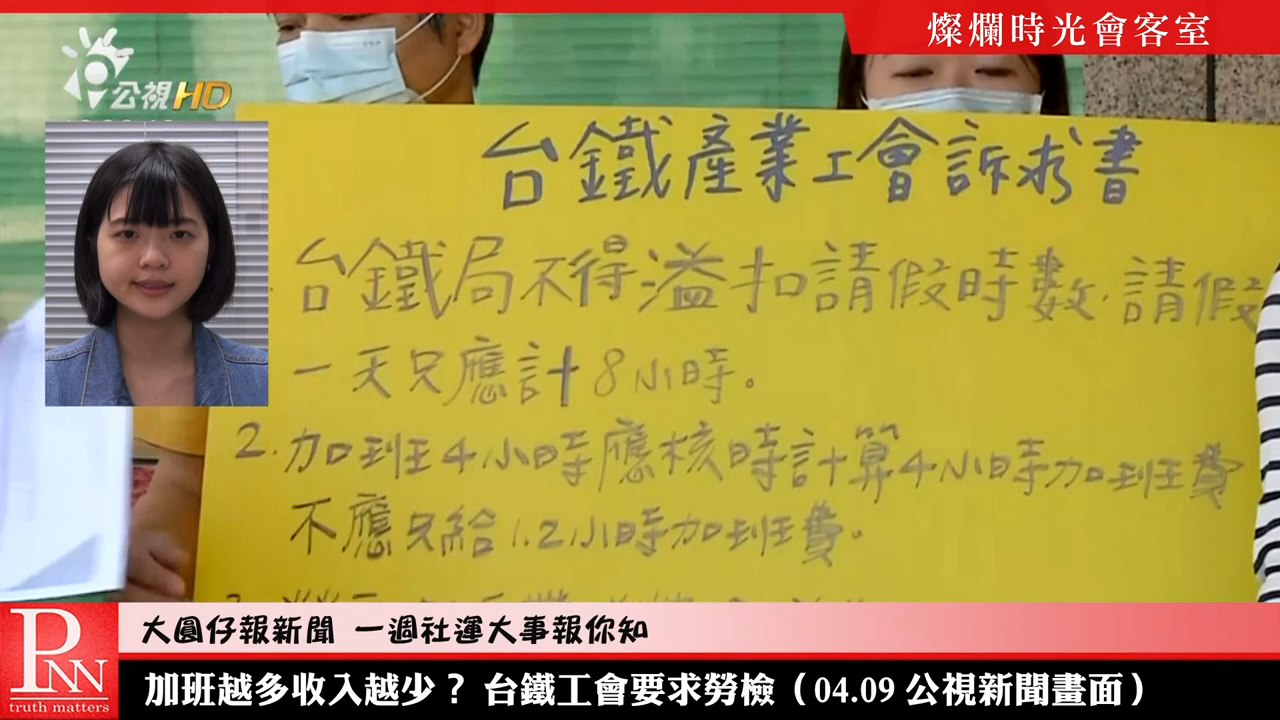 燦爛時光會客室
公視HD
台鐵產業工會訴求書
台鐵局不得溢扣請假時數,請假
一天只應計8小時。
2.加班4小時應核時計算4小時加班費
不應只給1.2小時加班費。
PNN
truth matters
大圓仔報新聞 一週社運大事報你知
加班越多收入越少？台鐵工會要求勞檢（04.09 公視新聞畫面）